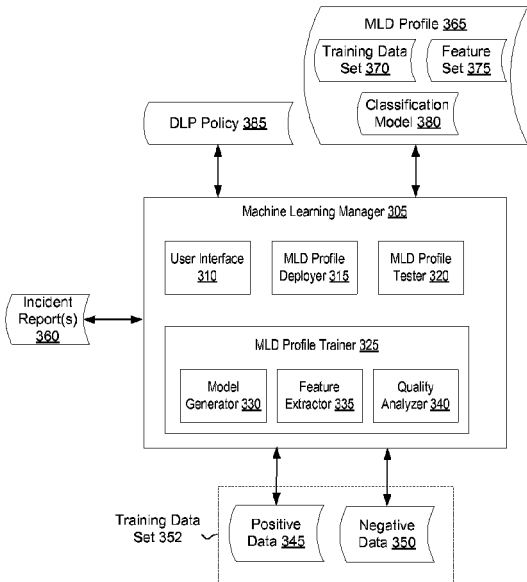 MLD Profile 365
Training Data
Set 370
Feature
Set 375
Classification
Model 380
DLP Policy 385
Machine Learning Manager 305
User Interface
310
MLD Profile
Deployer 315
MLD Profile
Tester 320
Incident
Report(s)
360
MLD Profile Trainer 325
Model
Generator 330
Feature
Extractor 335
Quality
Analyzer 340
Training Data
Set 352
Positive
Data 345
Negative
Data 350